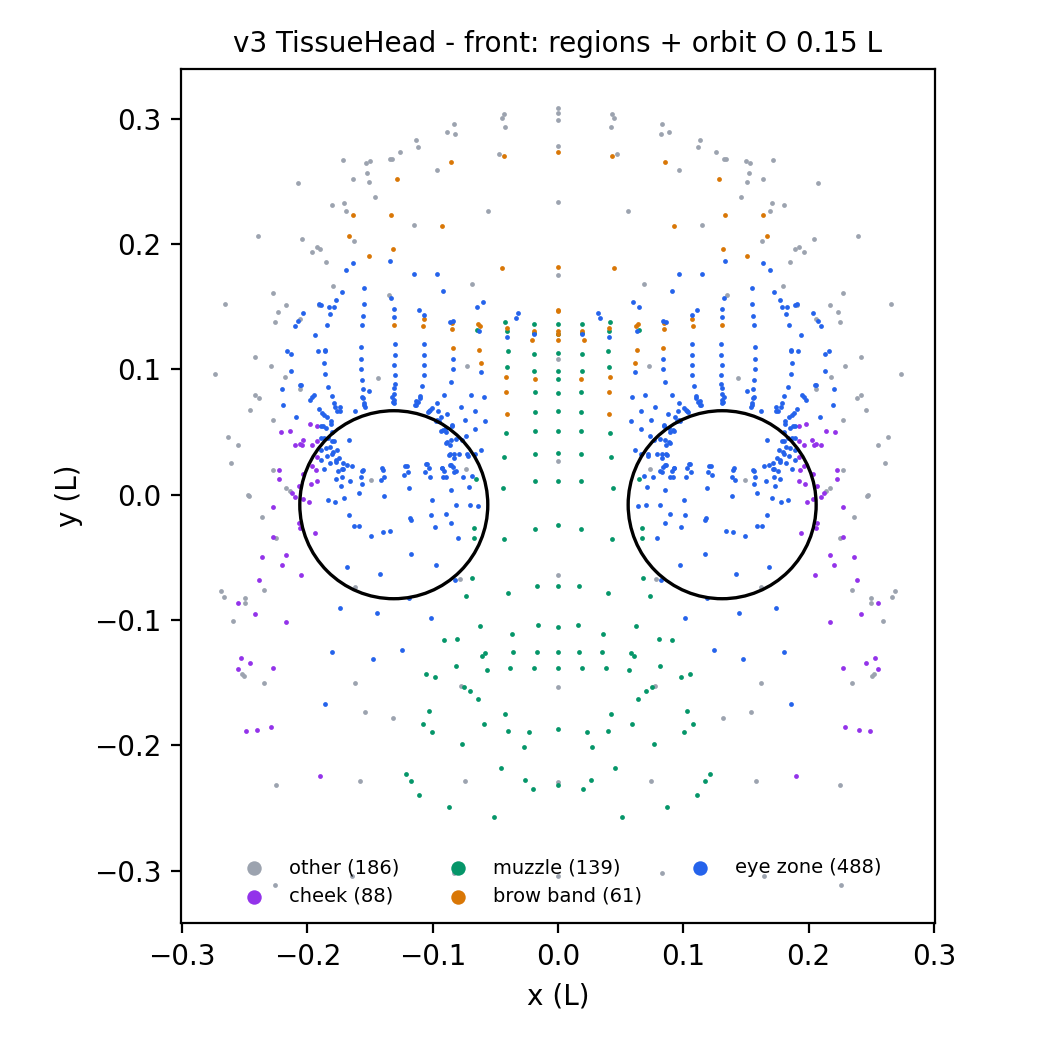 v3 TissueHead - front: regions + orbit O 0.15 L
y (L)
0.3
0.2
0.1
0.0
−0.1
−0.2
−0.3
other (186)
muzzle (139)
eye zone (488)
cheek (88)
brow band (61)
−0.3
−0.2
−0.1
0.0
0.1
0.2
0.3
x (L)